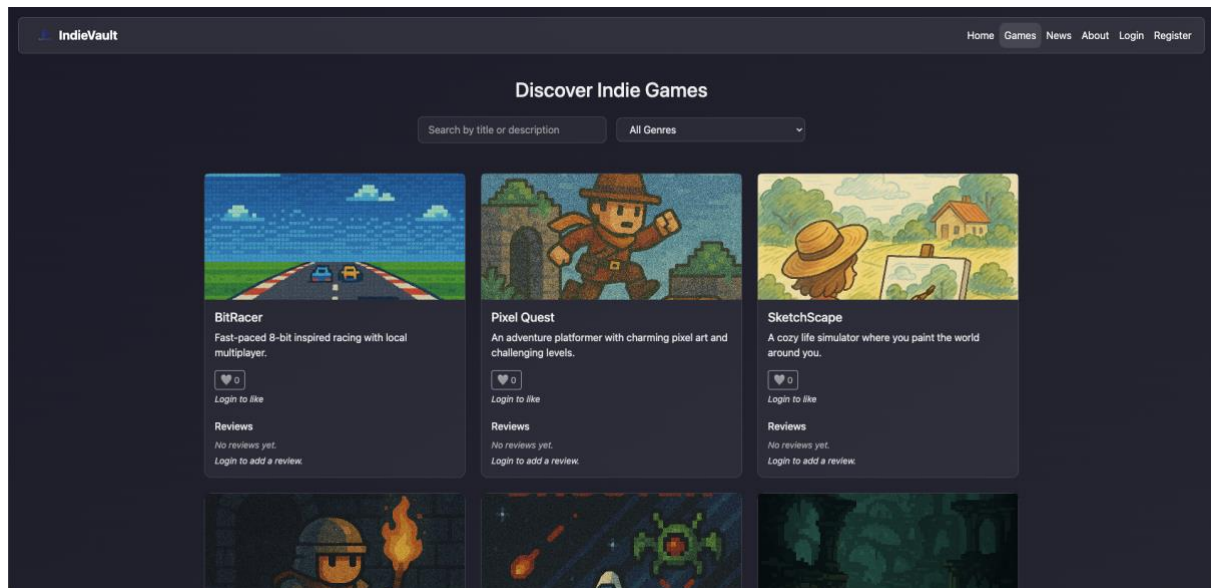 IndieVault
Home Games News About Login Register
Discover Indie Games
Search by title or description
All Genres
BitRacer
Fast-paced 8-bit inspired racing with local
multiplayer.
0
Login to like
Reviews
No reviews yet.
Login to add a review.
Pixel Quest
An adventure platformer with charming pixel art and
challenging levels.
0
Login to like
Reviews
No reviews yet.
Login to add a review.
SketchScape
A cozy life simulator where you paint the world
around you.
0
Login to like
Reviews
No reviews yet.
Login to add a review.